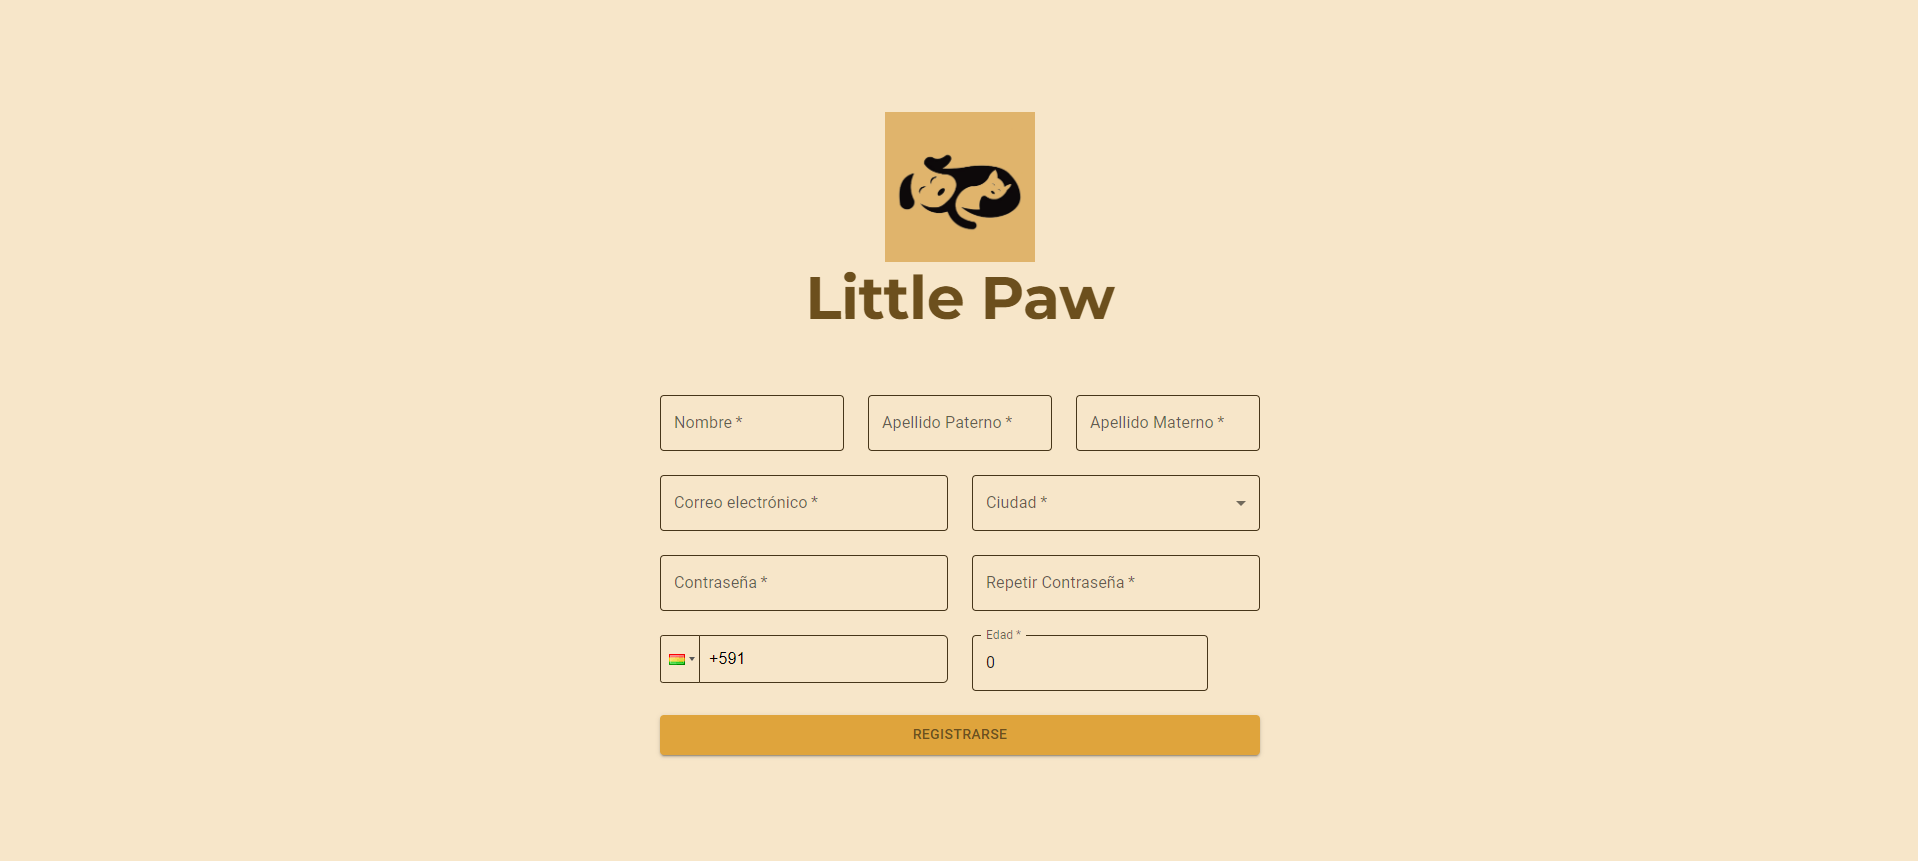 Little Paw
Nombre *
Apellido Paterno *
Apellido Materno *
Correo electrónico *
Ciudad *
Contraseña *
Repetir Contraseña *
+591
Edad *
0
REGISTRARSE